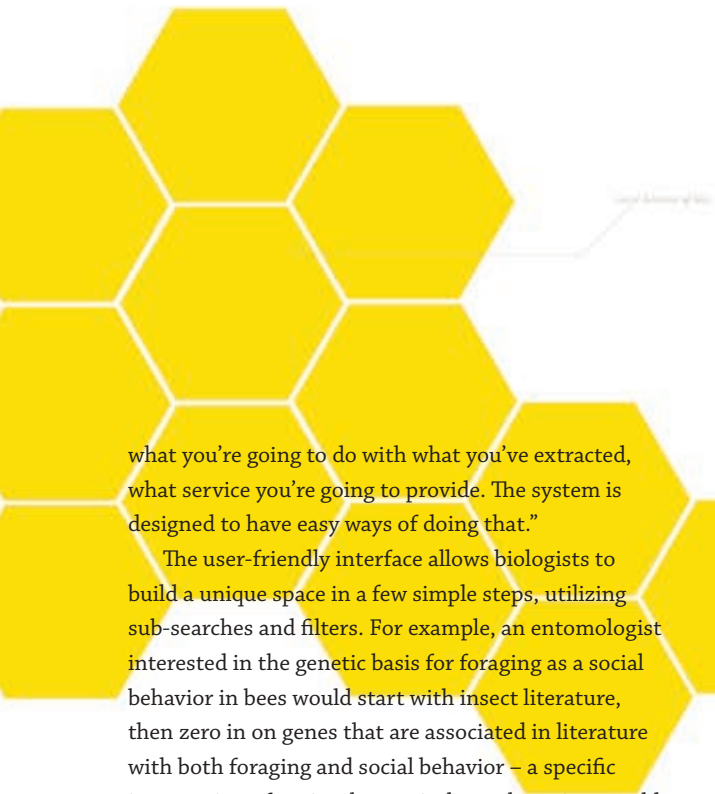 what you’re going to do with what you’ve extracted,
what service you’re going to provide. The system is
designed to have easy ways of doing that.”
The user-friendly interface allows biologists to
build a unique space in a few simple steps, utilizing
sub-searches and filters. For example, an entomologist
interested in the genetic basis for foraging as a social
behavior in bees would start with insect literature,
then zero in on genes that are associated in literature
with both foraging and social behavior – a specific